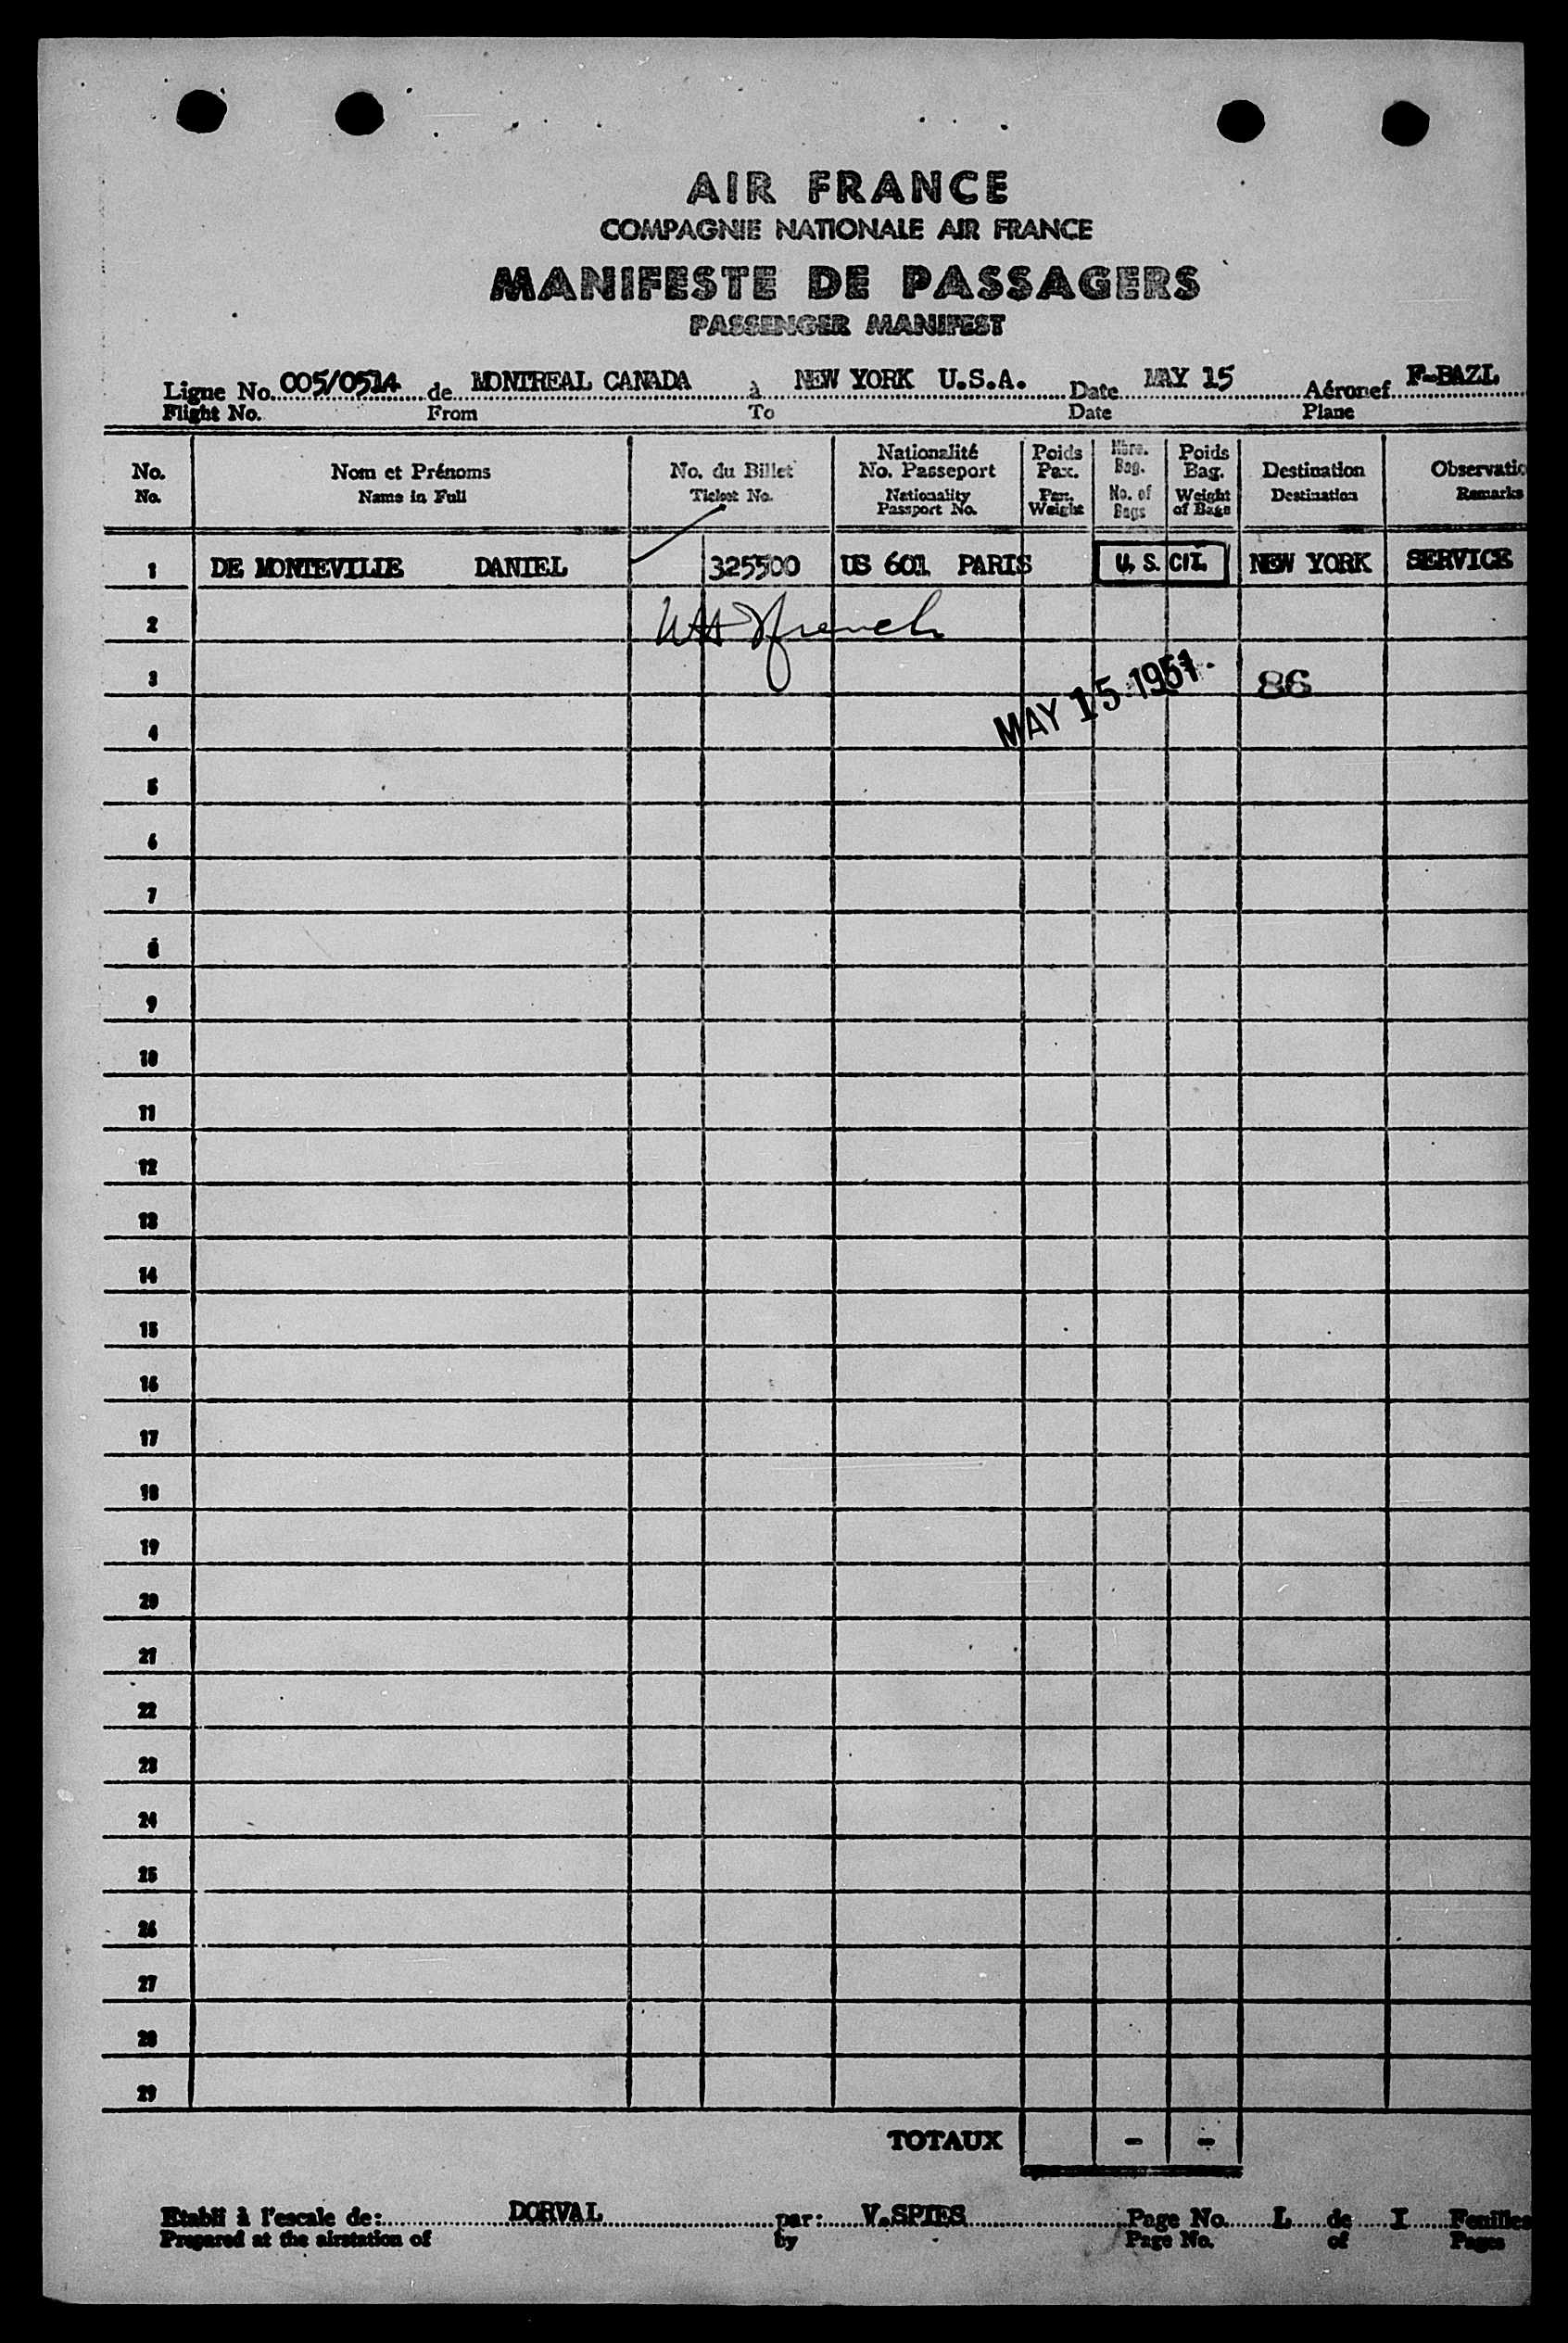 AIR FRANCE
COMPAGNIE NATIONALE AIR FRANCE
MANIFESTE DE PASSAGERS
PASSENGER MANIFEST
Ligne No. 005/0514 de MONTREAL CANADA à NEW YORK U.S.A. Date MAY 15 Aéronef F-BAZL
Flight No. From To Date Plane
No. Nom et Prénoms No. du Billet Nationalité No. Passeport Poids Pax. Nbre. Bag. Poids Bag. Destination Observatio
No. Name in Full Ticket No. Nationality Passport No. Pax. Weight No. of Bags Weight of Bags Destination Remarks
1 DE MONTEVILLE DANIEL 325500 US 601 PARIS U.S. CIT. NEW YORK SERVICE
2
3 MAY 15 1951 86
4
5
6
7
8
9
10
11
12
13
14
15
16
17
18
19
20
21
22
23
24
25
26
27
28
29
TOTAUX - -
Etabli à l'escale de: DORVAL par: V.SPIES Page No. L de I Feuilles
Prepared at the airstation of by Page No. of Pages